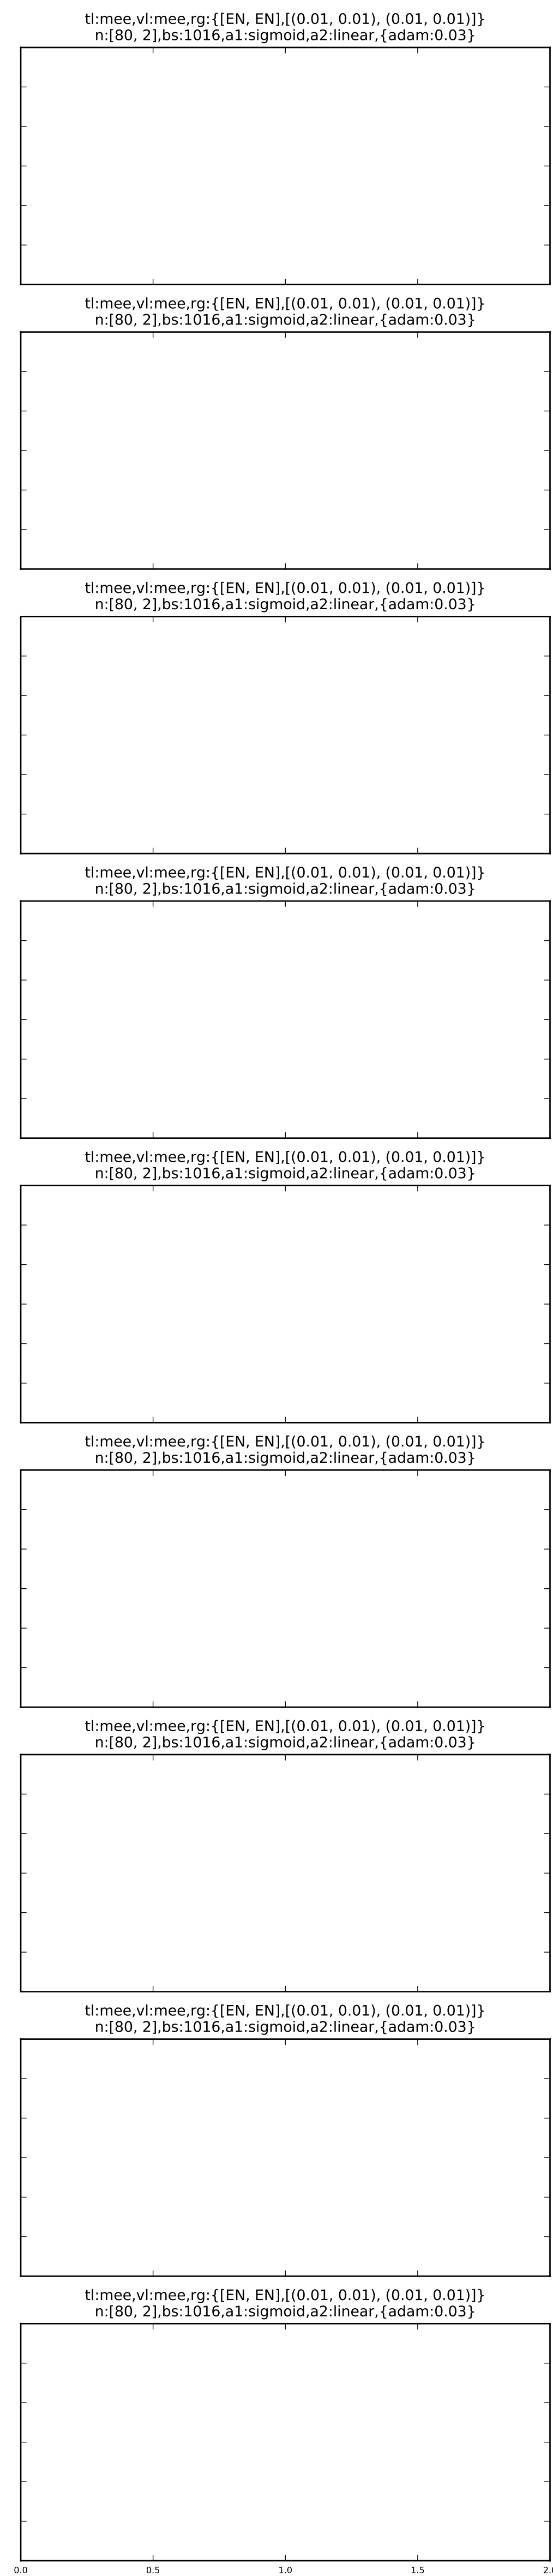 tl:mee,vl:mee,rg:{[EN, EN],[(0.01, 0.01), (0.01, 0.01)]}
n:[80, 2],bs:1016,a1:sigmoid,a2:linear,{adam:0.03}
tl:mee,vl:mee,rg:{[EN, EN],[(0.01, 0.01), (0.01, 0.01)]}
n:[80, 2],bs:1016,a1:sigmoid,a2:linear,{adam:0.03}
tl:mee,vl:mee,rg:{[EN, EN],[(0.01, 0.01), (0.01, 0.01)]}
n:[80, 2],bs:1016,a1:sigmoid,a2:linear,{adam:0.03}
tl:mee,vl:mee,rg:{[EN, EN],[(0.01, 0.01), (0.01, 0.01)]}
n:[80, 2],bs:1016,a1:sigmoid,a2:linear,{adam:0.03}
tl:mee,vl:mee,rg:{[EN, EN],[(0.01, 0.01), (0.01, 0.01)]}
n:[80, 2],bs:1016,a1:sigmoid,a2:linear,{adam:0.03}
tl:mee,vl:mee,rg:{[EN, EN],[(0.01, 0.01), (0.01, 0.01)]}
n:[80, 2],bs:1016,a1:sigmoid,a2:linear,{adam:0.03}
tl:mee,vl:mee,rg:{[EN, EN],[(0.01, 0.01), (0.01, 0.01)]}
n:[80, 2],bs:1016,a1:sigmoid,a2:linear,{adam:0.03}
tl:mee,vl:mee,rg:{[EN, EN],[(0.01, 0.01), (0.01, 0.01)]}
n:[80, 2],bs:1016,a1:sigmoid,a2:linear,{adam:0.03}
tl:mee,vl:mee,rg:{[EN, EN],[(0.01, 0.01), (0.01, 0.01)]}
n:[80, 2],bs:1016,a1:sigmoid,a2:linear,{adam:0.03}
0.0 0.5 1.0 1.5